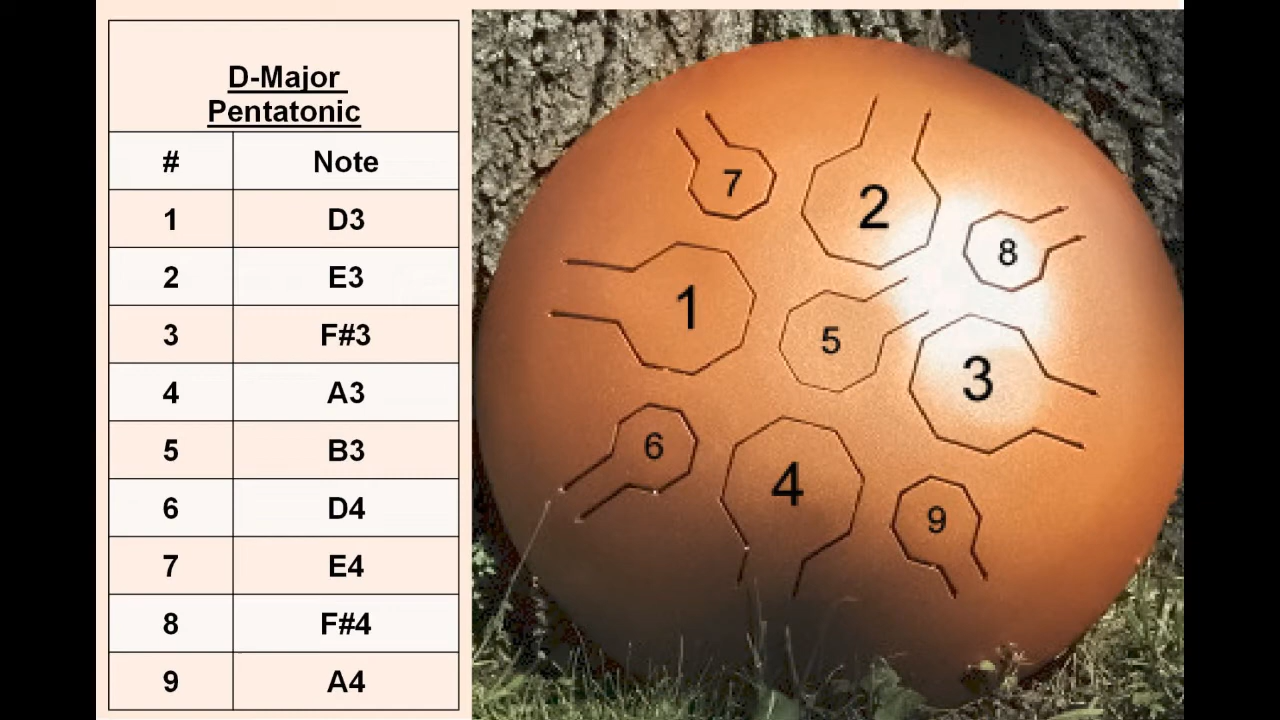 D-Major
Pentatonic
# Note
1 D3
2 E3
3 F#3
4 A3
5 B3
6 D4
7 E4
8 F#4
9 A4
7
2
8
1
5
3
6
4
9